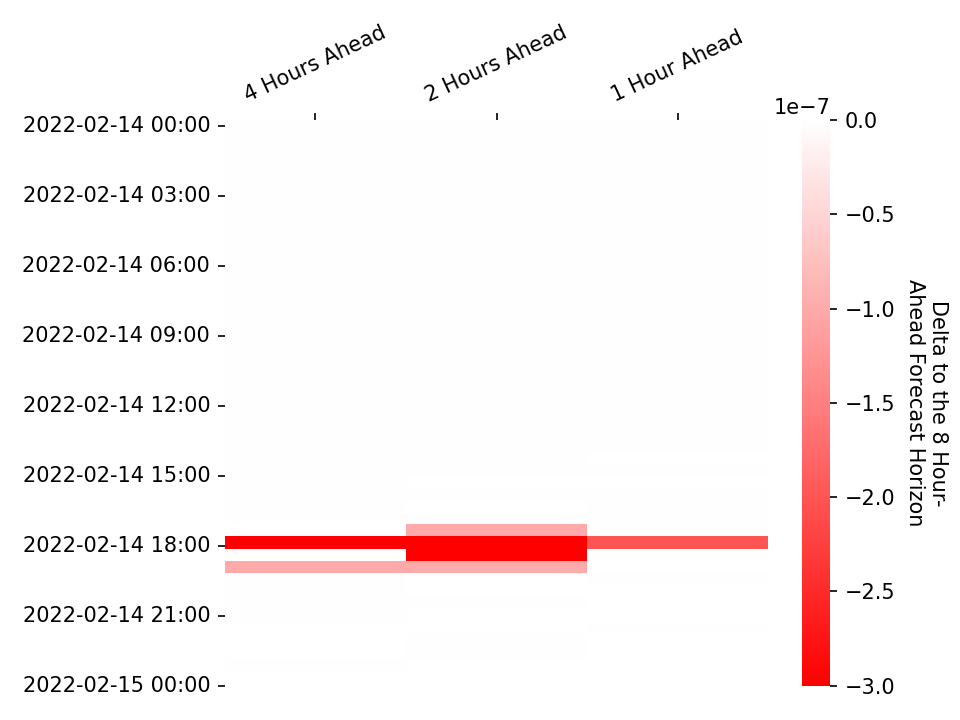 4 Hours Ahead
2 Hours Ahead
1 Hour Ahead
2022-02-14 00:00
2022-02-14 03:00
2022-02-14 06:00
2022-02-14 09:00
2022-02-14 12:00
2022-02-14 15:00
2022-02-14 18:00
2022-02-14 21:00
2022-02-15 00:00
1e−7
0.0
−0.5
−1.0
−1.5
−2.0
−2.5
−3.0
Delta to the 8 Hour-
Ahead Forecast Horizon